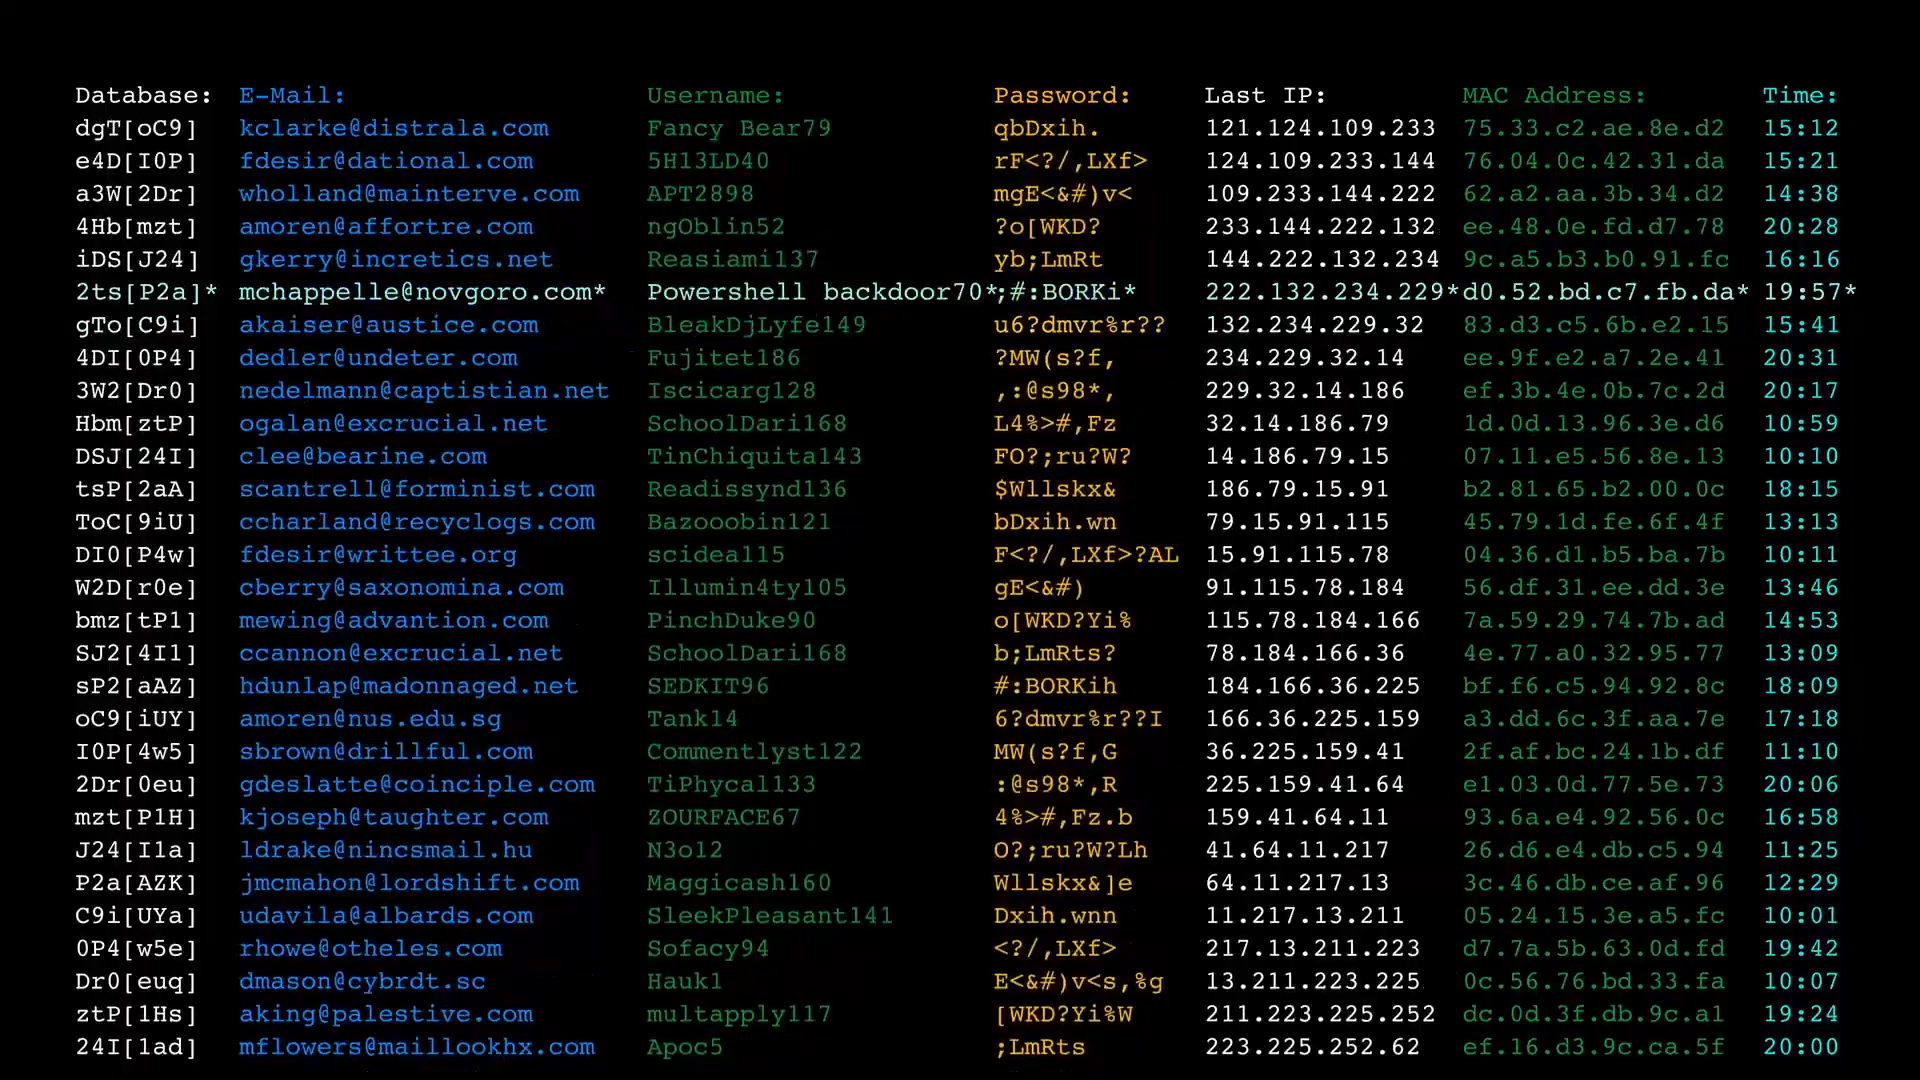 Database: E-Mail: Username: Password: Last IP: MAC Address: Time:
dgT[oC9] kclarke@distrala.com Fancy Bear79 qbDxih. 121.124.109.233 75.33.c2.ae.8e.d2 15:12
e4D[I0P] fdesir@dational.com 5H13LD40 rF<?/,LXf> 124.109.233.144 76.04.0c.42.31.da 15:21
a3W[2Dr] wholland@mainterve.com APT2898 mgE<&#)v< 109.233.144.222 62.a2.aa.3b.34.d2 14:38
4Hb[mzt] amoren@affortre.com ngOblin52 ?o[WKD? 233.144.222.132 ee.48.0e.fd.d7.78 20:28
iDS[J24] gkerry@incretics.net Reasiami137 yb;LmRt 144.222.132.234 9c.a5.b3.b0.91.fc 16:16
2ts[P2a]* mchappelle@novgoro.com* Powershell backdoor70*;#:BORKi* 222.132.234.229*d0.52.bd.c7.fb.da* 19:57*
gTo[C9i] akaiser@austice.com BleakDjLyfe149 u6?dmvr%r?? 132.234.229.32 83.d3.c5.6b.e2.15 15:41
4DI[0P4] dedler@undeter.com Fujitet186 ?MW(s?f, 234.229.32.14 ee.9f.e2.a7.2e.41 20:31
3W2[Dr0] nedelmann@captistian.net Iscicarg128 ,:@s98*, 229.32.14.186 ef.3b.4e.0b.7c.2d 20:17
Hbm[ztP] ogalan@excrucial.net SchoolDari168 L4%>#,Fz 32.14.186.79 1d.0d.13.96.3e.d6 10:59
DSJ[24I] clee@bearine.com TinChiquita143 FO?;ru?W? 14.186.79.15 07.11.e5.56.8e.13 10:10
tsP[2aA] scantrell@forminist.com Readissynd136 $Wllskx& 186.79.15.91 b2.81.65.b2.00.0c 18:15
ToC[9iU] ccharland@recyclogs.com Bazooobin121 bDxih.wn 79.15.91.115 45.79.1d.fe.6f.4f 13:13
DI0[P4w] fdesir@writtee.org scidea115 F<?/,LXf>?AL 15.91.115.78 04.36.d1.b5.ba.7b 10:11
W2D[r0e] cberry@saxonomina.com Illumin4ty105 gE<&#) 91.115.78.184 56.df.31.ee.dd.3e 13:46
bmz[tP1] mewing@advantion.com PinchDuke90 o[WKD?Yi% 115.78.184.166 7a.59.29.74.7b.ad 14:53
SJ2[4I1] ccannon@excrucial.net SchoolDari168 b;LmRts? 78.184.166.36 4e.77.a0.32.95.77 13:09
sP2[aAZ] hdunlap@madonnaged.net SEDKIT96 #:BORKih 184.166.36.225 bf.f6.c5.94.92.8c 18:09
oC9[iUY] amoren@nus.edu.sg Tank14 6?dmvr%r??I 166.36.225.159 a3.dd.6c.3f.aa.7e 17:18
I0P[4w5] sbrown@drillful.com Commentlyst122 MW(s?f,G 36.225.159.41 2f.af.bc.24.1b.df 11:10
2Dr[0eu] gdeslatte@coinciple.com TiPhycal133 :@s98*,R 225.159.41.64 e1.03.0d.77.5e.73 20:06
mzt[P1H] kjoseph@taughter.com ZOURFACE67 4%>#,Fz.b 159.41.64.11 93.6a.e4.92.56.0c 16:58
J24[I1a] ldrake@nincsmail.hu N3o12 O?;ru?W?Lh 41.64.11.217 26.d6.e4.db.c5.94 11:25
P2a[AZK] jmcmahon@lordshift.com Maggicash160 Wllskx&]e 64.11.217.13 3c.46.db.ce.af.96 12:29
C9i[UYa] udavila@albards.com SleekPleasant141 Dxih.wnn 11.217.13.211 05.24.15.3e.a5.fc 10:01
0P4[w5e] rhowe@otheles.com Sofacy94 <?/,LXf> 217.13.211.223 d7.7a.5b.63.0d.fd 19:42
Dr0[euq] dmason@cybrdt.sc Hauk1 E<&#)v<s,%g 13.211.223.225 0c.56.76.bd.33.fa 10:07
ztP[1Hs] aking@palestive.com multapply117 [WKD?Yi%W 211.223.225.252 dc.0d.3f.db.9c.a1 19:24
24I[1ad] mflowers@maillookhx.com Apoc5 ;LmRts 223.225.252.62 ef.16.d3.9c.ca.5f 20:00